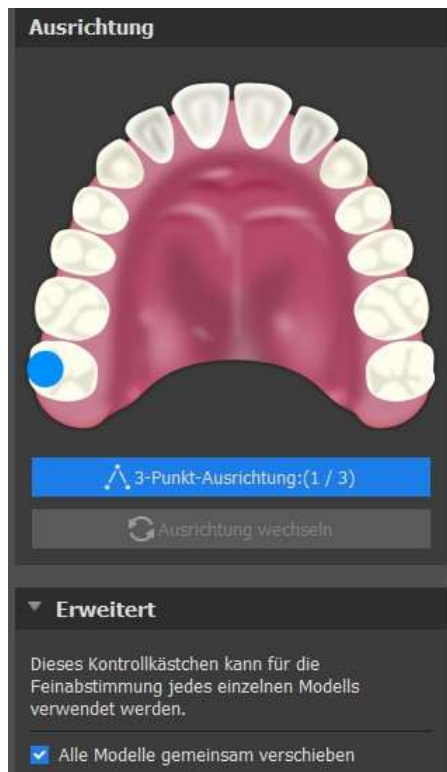 Ausrichtung
3-Punkt-Ausrichtung:(1 / 3)
Ausrichtung wechseln
Erweitert
Dieses Kontrollkästchen kann für die
Feinabstimmung jedes einzelnen Modells
verwendet werden.
Alle Modelle gemeinsam verschieben